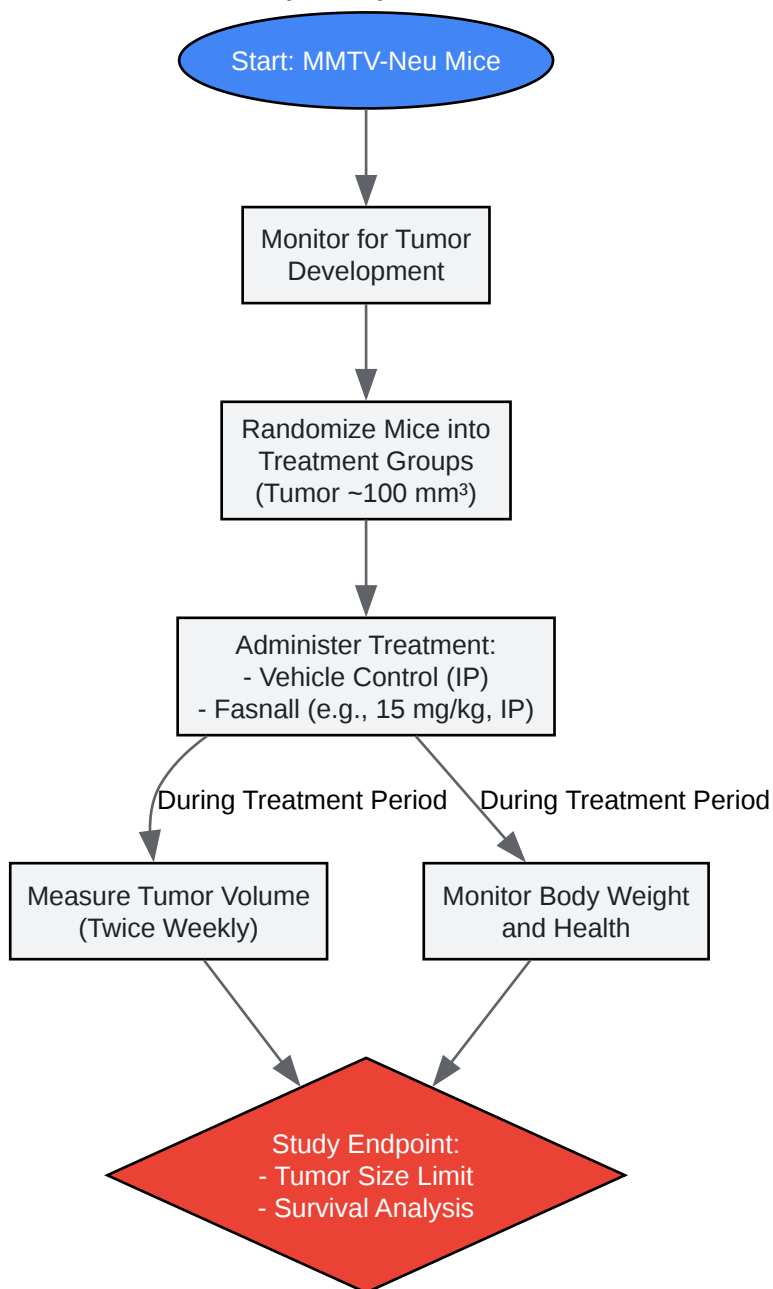 Start: MMTV-Neu Mice
Monitor for Tumor
Development
Randomize Mice into
Treatment Groups
(Tumor ~100 mm³)
Administer Treatment:
- Vehicle Control (IP)
- Fasnall (e.g., 15 mg/kg, IP)
During Treatment Period
During Treatment Period
Measure Tumor Volume
(Twice Weekly)
Monitor Body Weight
and Health
Study Endpoint:
- Tumor Size Limit
- Survival Analysis